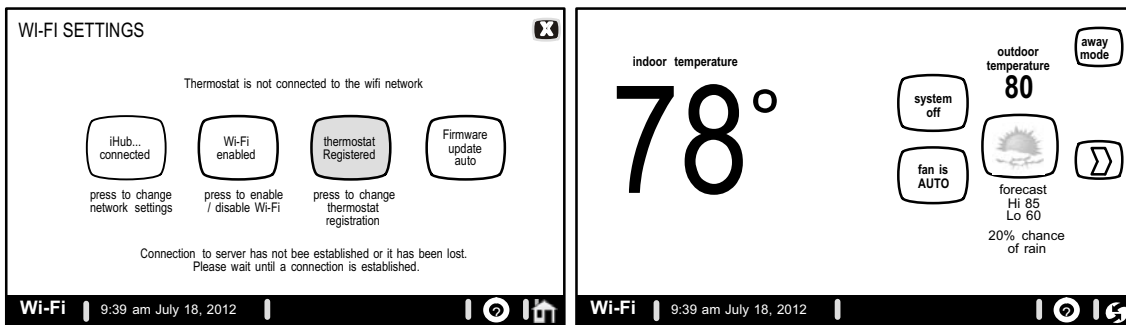 WI-FI SETTINGS
X
Thermostat is not connected to the wifi network
iHub...
connected
Wi-Fi
enabled
thermostat
Registered
Firmware
update
auto
press to change
network settings
press to enable
/ disable Wi-Fi
press to change
thermostat
registration
Connection to server has not bee established or it has been lost.
Please wait until a connection is established.
Wi-Fi
9:39 am July 18, 2012
?
indoor temperature
78°
system
off
fan is
AUTO
outdoor
temperature
80
away
mode
forecast
Hi 85
Lo 60
20% chance
of rain
Wi-Fi
9:39 am July 18, 2012
?